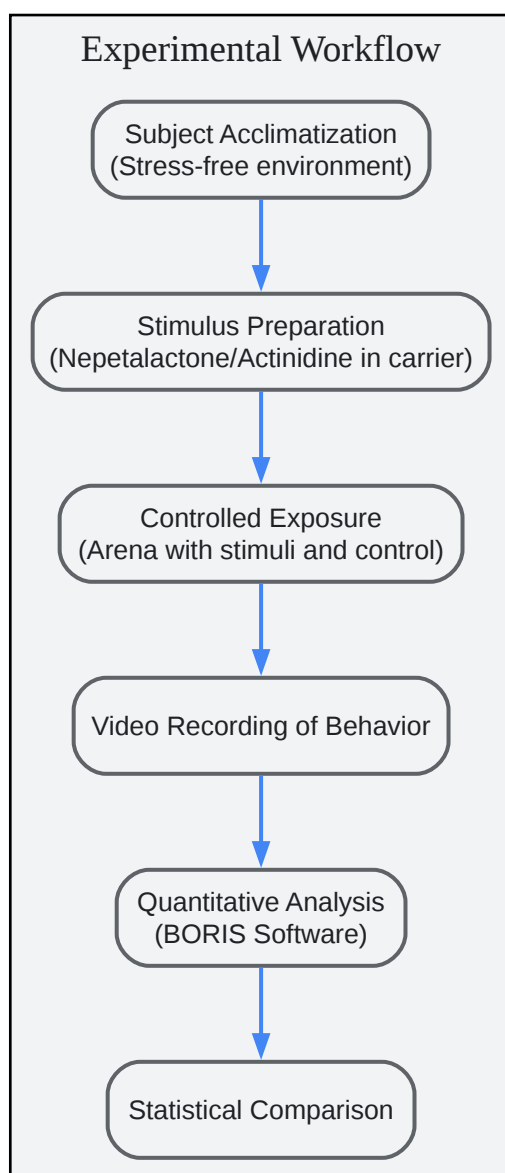 Experimental Workflow
Subject Acclimatization
(Stress-free environment)
Stimulus Preparation
(Nepetalactone/Actinidine in carrier)
Controlled Exposure
(Arena with stimuli and control)
Video Recording of Behavior
Quantitative Analysis
(BORIS Software)
Statistical Comparison